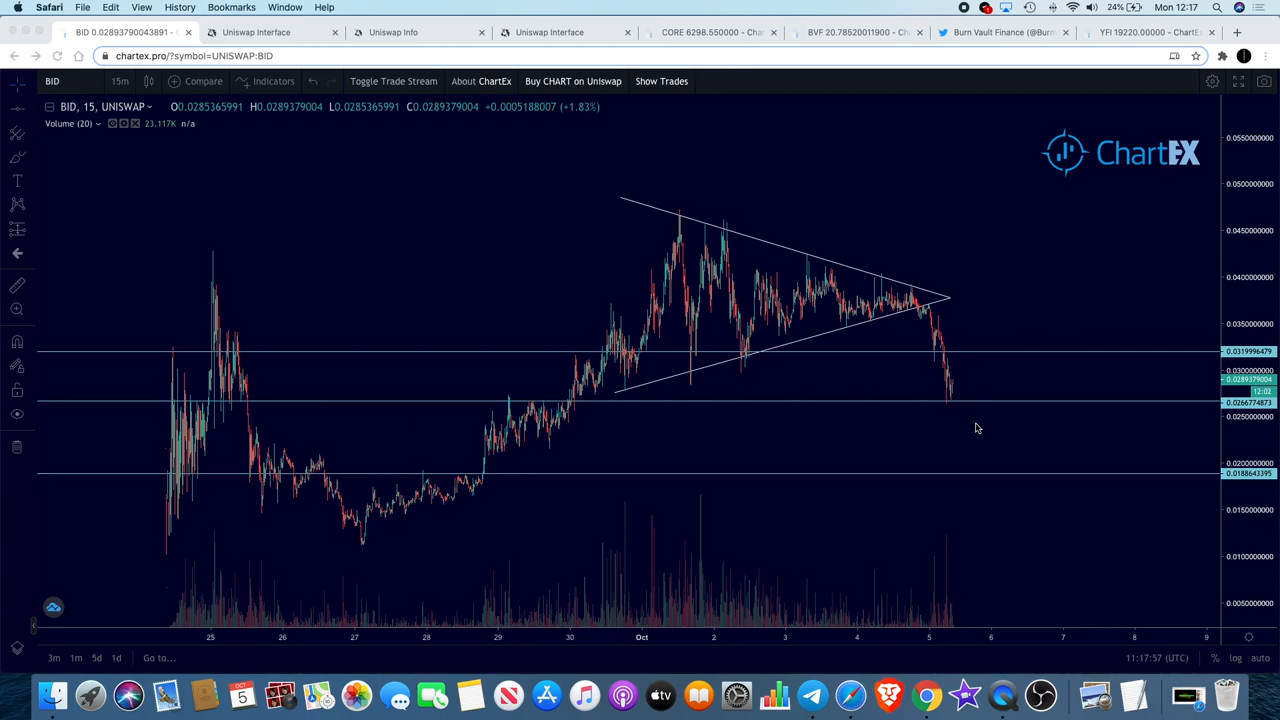 Safari File Edit View History Bookmarks Window Help 24% Mon 12:17
BID 0.02893790043891 - Ch Uniswap Interface Uniswap Info Uniswap Interface CORE 6298.550000 - Char BVF 20.78520011900 - Ch Burn Vault Finance (@Burn YFI 19220.00000 - ChartE
chartex.pro/?symbol=UNISWAP:BID
BID 15m Compare Indicators Toggle Trade Stream About ChartEx Buy CHART on Uniswap Show Trades
BID, 15, UNISWAP O0.0285365991 H0.0289379004 L0.0285365991 C0.0289379004 +0.0005188007 (+1.83%)
Volume (20) 23.117K n/a
ChartEX
0.0550000000
0.0500000000
0.0450000000
0.0400000000
0.0350000000
0.0319996479
0.0300000000
0.0289379004
12:02
0.0266774873
0.0250000000
0.0200000000
0.0188643395
0.0150000000
0.0100000000
0.0050000000
25 26 27 28 29 30 Oct 2 3 4 5 6 7 8 9
3m 1m 5d 1d Go to... 11:17:57 (UTC) % log auto
OCT
5
tv